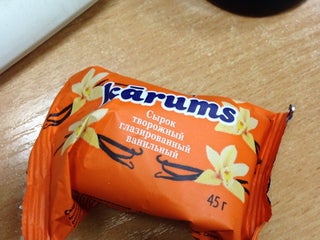 kārums
Сырок
творожный
глазированный
ванильный
45 г